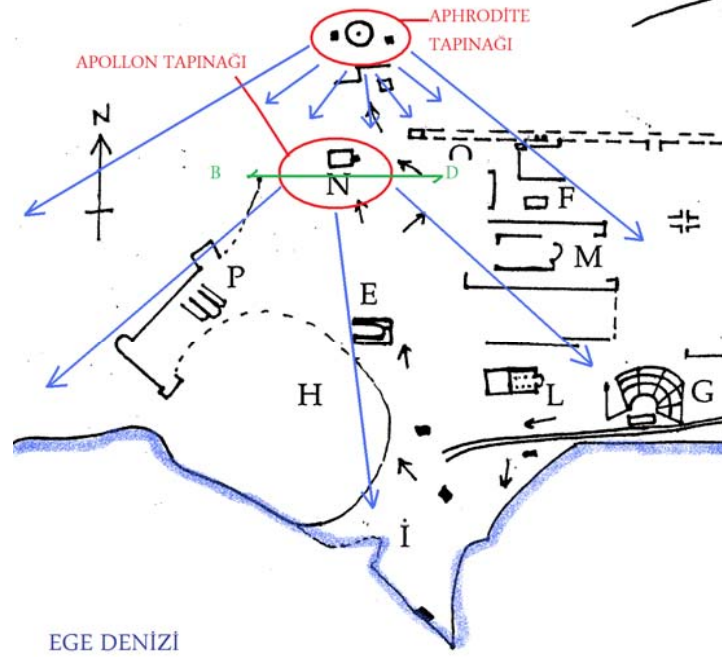 APHRODİTE
TAPINAĞI
APOLLON TAPINAĞI
N
B
N
D
F
M
P
E
H
L
G
İ
EGE DENİZİ